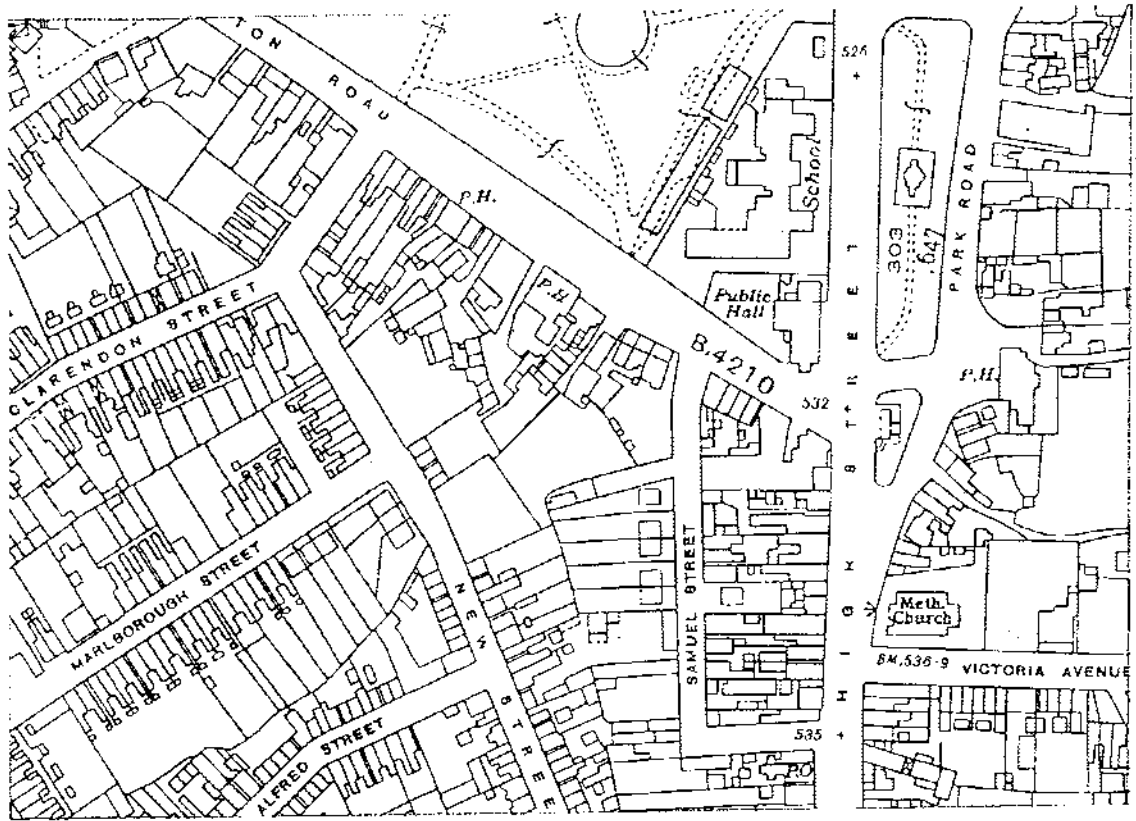 TON ROAD
526
School
P.H.
303
.647
PARK ROAD
P.H.
Public
Hall
B.4210
CLARENDON STREET
532
P.H.
HIGH STREET
MARLBOROUGH STREET
NEW STREE
SAMUEL STREET
Meth.
Church
BM.536·9
VICTORIA AVENUE
ALFRED STREET
535
P.O